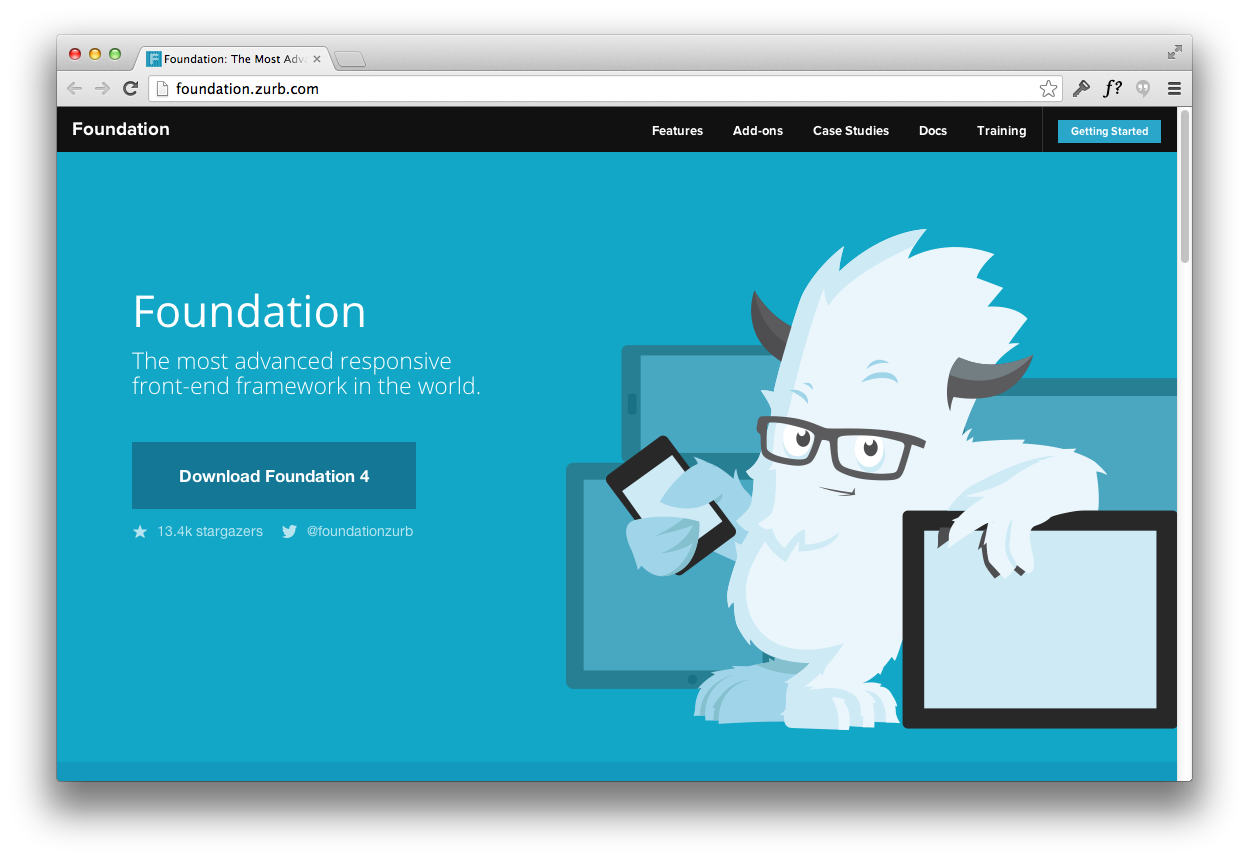 Foundation: The Most Adv
foundation.zurb.com
f?
Foundation
Features
Add-ons
Case Studies
Docs
Training
Getting Started
Foundation
The most advanced responsive
front-end framework in the world.
Download Foundation 4
13.4k stargazers
@foundationzurb